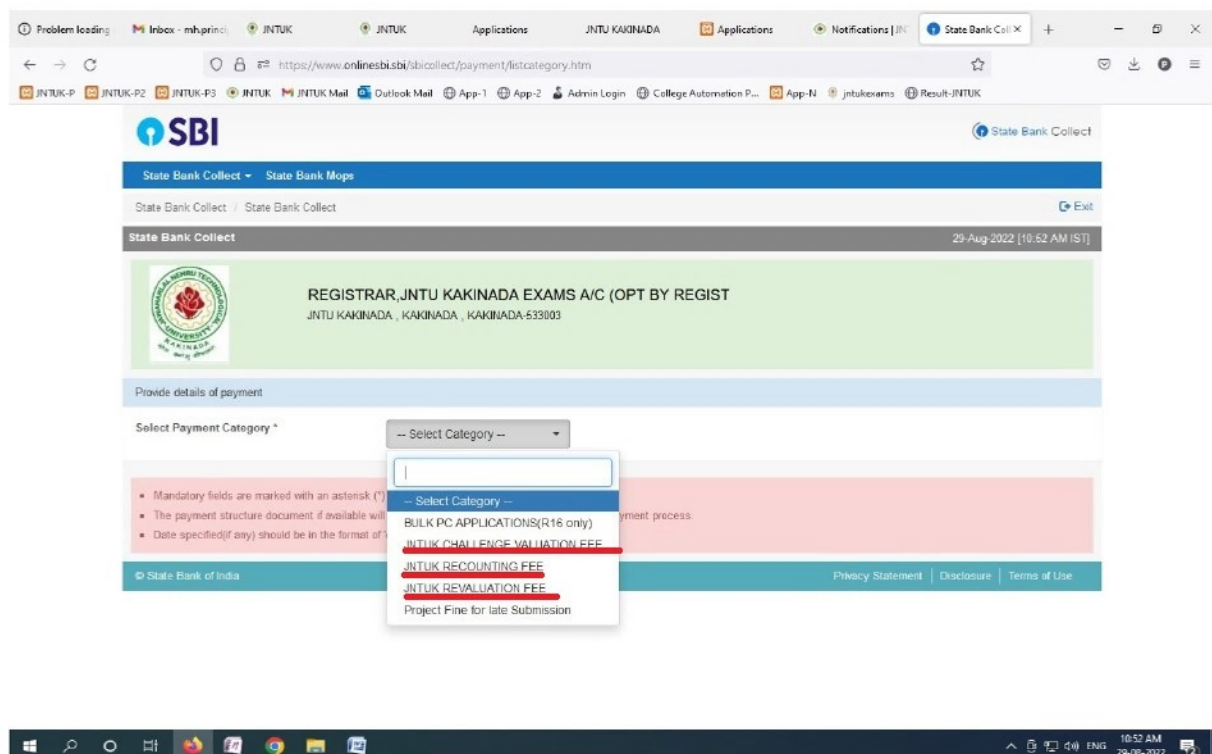 Problem loading Inbox - mh.princi JNTUK JNTUK Applications JNTU KAKINADA Applications Notifications | JN State Bank Coll
https://www.onlinesbi.sbi/sbicollect/payment/listcategory.htm
JNTUK-P JNTUK-P2 JNTUK-P3 JNTUK JNTUK Mail Outlook Mail App-1 App-2 Admin Login College Automation P... App-N jntukexams Result-JNTUK
SBI State Bank Collect
State Bank Collect State Bank Mops
State Bank Collect / State Bank Collect Exit
State Bank Collect 29-Aug-2022 [10:52 AM IST]
REGISTRAR,JNTU KAKINADA EXAMS A/C (OPT BY REGIST
JNTU KAKINADA , KAKINADA , KAKINADA-533003
Provide details of payment
Select Payment Category * -- Select Category --
-- Select Category --
BULK PC APPLICATIONS(R16 only)
JNTUK CHALLENGE VALUATION FEE
JNTUK RECOUNTING FEE
JNTUK REVALUATION FEE
Project Fine for late Submission
Mandatory fields are marked with an asterisk (*)
The payment structure document if available will yment process.
Date specified(if any) should be in the format of
© State Bank of India Privacy Statement | Disclosure | Terms of Use
ENG 10:52 AM
29-08-2022